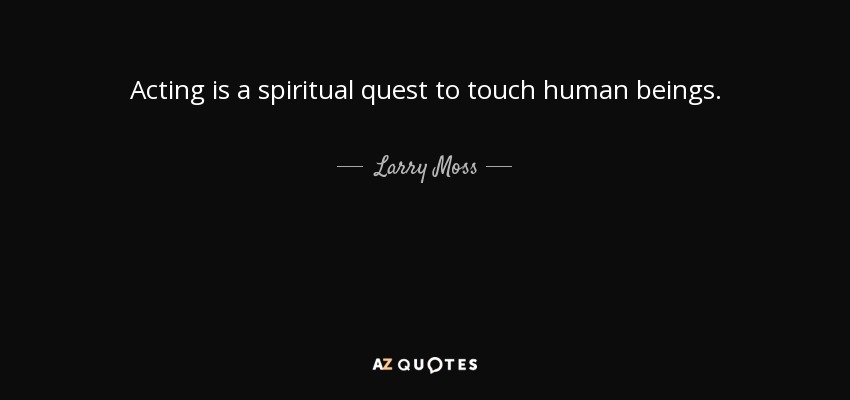 Acting is a spiritual quest to touch human beings.
Larry Moss
AZ QUOTES